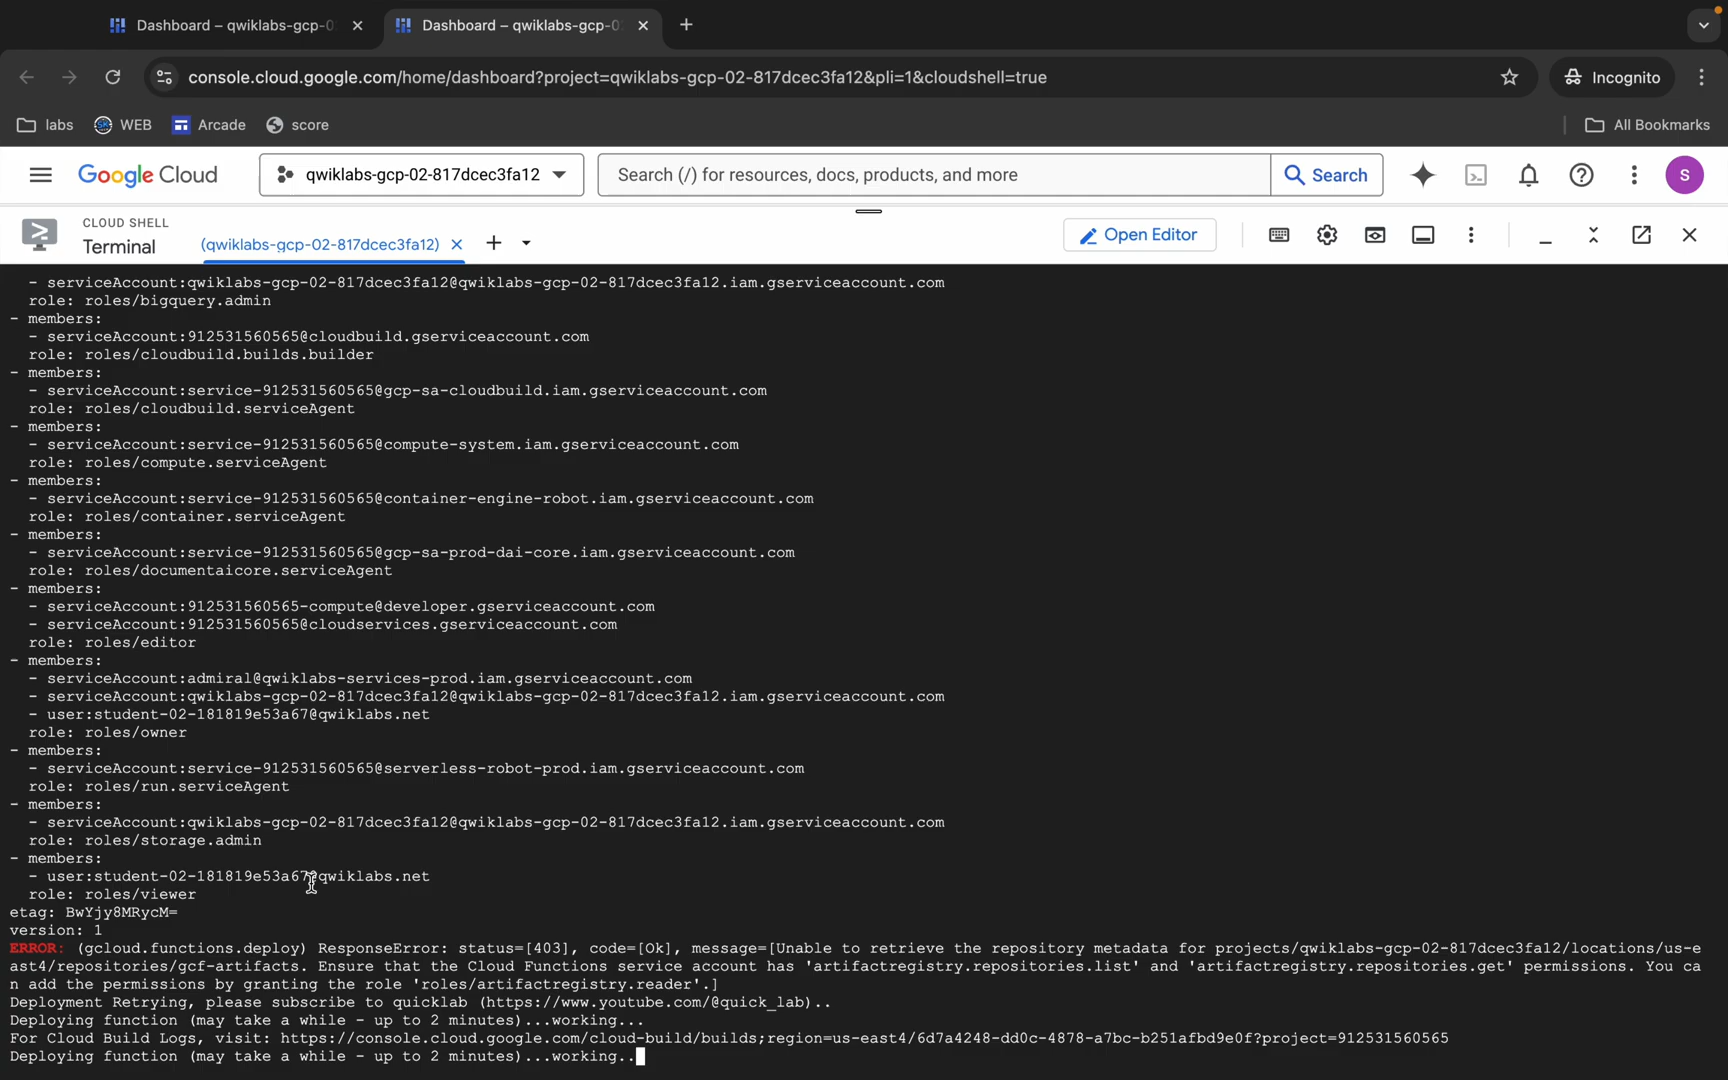 Dashboard – qwiklabs-gcp-0
Dashboard – qwiklabs-gcp-0
console.cloud.google.com/home/dashboard?project=qwiklabs-gcp-02-817dcec3fa12&pli=1&cloudshell=true
Incognito
labs
WEB
Arcade
score
All Bookmarks
Google Cloud
qwiklabs-gcp-02-817dcec3fa12
Search (/) for resources, docs, products, and more
Search
S
CLOUD SHELL
Terminal
(qwiklabs-gcp-02-817dcec3fa12)
Open Editor
- serviceAccount:qwiklabs-gcp-02-817dcec3fa12@qwiklabs-gcp-02-817dcec3fa12.iam.gserviceaccount.com
role: roles/bigquery.admin
- members:
- serviceAccount:912531560565@cloudbuild.gserviceaccount.com
role: roles/cloudbuild.builds.builder
- members:
- serviceAccount:service-912531560565@gcp-sa-cloudbuild.iam.gserviceaccount.com
role: roles/cloudbuild.serviceAgent
- members:
- serviceAccount:service-912531560565@compute-system.iam.gserviceaccount.com
role: roles/compute.serviceAgent
- members:
- serviceAccount:service-912531560565@container-engine-robot.iam.gserviceaccount.com
role: roles/container.serviceAgent
- members:
- serviceAccount:service-912531560565@gcp-sa-prod-dai-core.iam.gserviceaccount.com
role: roles/documentaicore.serviceAgent
- members:
- serviceAccount:912531560565-compute@developer.gserviceaccount.com
- serviceAccount:912531560565@cloudservices.gserviceaccount.com
role: roles/editor
- members:
- serviceAccount:admiral@qwiklabs-services-prod.iam.gserviceaccount.com
- serviceAccount:qwiklabs-gcp-02-817dcec3fa12@qwiklabs-gcp-02-817dcec3fa12.iam.gserviceaccount.com
- user:student-02-181819e53a67@qwiklabs.net
role: roles/owner
- members:
- serviceAccount:service-912531560565@serverless-robot-prod.iam.gserviceaccount.com
role: roles/run.serviceAgent
- members:
- serviceAccount:qwiklabs-gcp-02-817dcec3fa12@qwiklabs-gcp-02-817dcec3fa12.iam.gserviceaccount.com
role: roles/storage.admin
- members:
- user:student-02-181819e53a67@qwiklabs.net
role: roles/viewer
etag: BwYjy8MRycM=
version: 1
ERROR: (gcloud.functions.deploy) ResponseError: status=[403], code=[Ok], message=[Unable to retrieve the repository metadata for projects/qwiklabs-gcp-02-817dcec3fa12/locations/us-e
ast4/repositories/gcf-artifacts. Ensure that the Cloud Functions service account has 'artifactregistry.repositories.list' and 'artifactregistry.repositories.get' permissions. You ca
n add the permissions by granting the role 'roles/artifactregistry.reader'.]
Deployment Retrying, please subscribe to quicklab (https://www.youtube.com/@quick_lab)..
Deploying function (may take a while - up to 2 minutes)...working...
For Cloud Build Logs, visit: https://console.cloud.google.com/cloud-build/builds;region=us-east4/6d7a4248-dd0c-4878-a7bc-b251afbd9e0f?project=912531560565
Deploying function (may take a while - up to 2 minutes)...working..